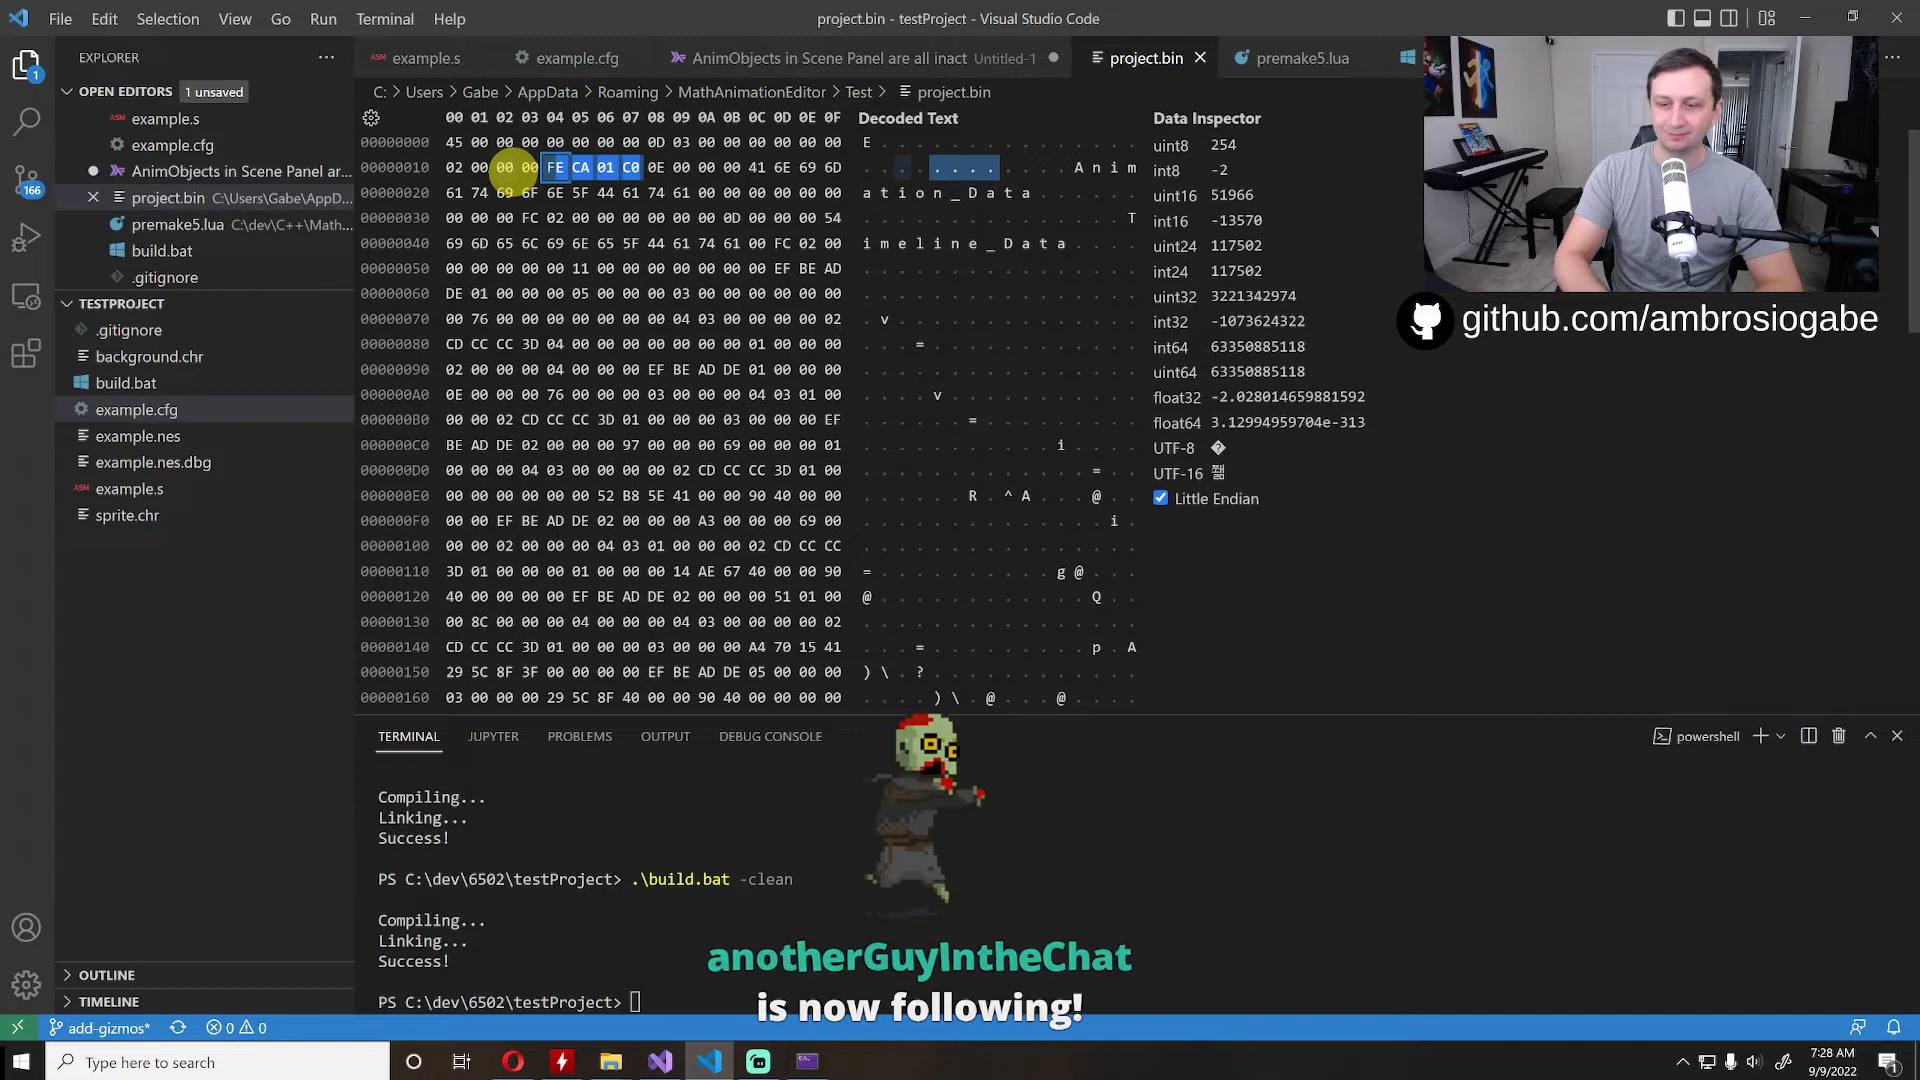 File Edit Selection View Go Run Terminal Help
project.bin - testProject - Visual Studio Code
EXPLORER
OPEN EDITORS 1 unsaved
ASM example.s
example.cfg
AnimObjects in Scene Panel ar...
project.bin C:\Users\Gabe\AppD...
premake5.lua C:\dev\C++\Math...
build.bat
.gitignore
TESTPROJECT
.gitignore
background.chr
build.bat
example.cfg
example.nes
example.nes.dbg
ASM example.s
sprite.chr
OUTLINE
TIMELINE
1
166
ASM example.s
example.cfg
AnimObjects in Scene Panel are all inact Untitled-1
project.bin
premake5.lua
C: > Users > Gabe > AppData > Roaming > MathAnimationEditor > Test > project.bin
00 01 02 03 04 05 06 07 08 09 0A 0B 0C 0D 0E 0F Decoded Text
00000000 45 00 00 00 00 00 00 00 0D 03 00 00 00 00 00 00 E . . . . . . . . . . . . . . .
00000010 02 00 00 00 FE CA 01 C0 0E 00 00 00 41 6E 69 6D . . . . . . . . A n i m
00000020 61 74 69 6F 6E 5F 44 61 74 61 00 00 00 00 00 00 a t i o n _ D a t a . . . . . .
00000030 00 00 00 FC 02 00 00 00 00 00 00 0D 00 00 00 54 . . . . . . . . . . . . . . . T
00000040 69 6D 65 6C 69 6E 65 5F 44 61 74 61 00 FC 02 00 i m e l i n e _ D a t a . . . .
00000050 00 00 00 00 00 11 00 00 00 00 00 00 00 EF BE AD . . . . . . . . . . . . . . . .
00000060 DE 01 00 00 00 05 00 00 00 03 00 00 00 00 00 00 . . . . . . . . . . . . . . . .
00000070 00 76 00 00 00 00 00 00 00 04 03 00 00 00 00 02 . v . . . . . . . . . . . . . .
00000080 CD CC CC 3D 04 00 00 00 00 00 00 00 01 00 00 00 . . . = . . . . . . . . . . . .
00000090 02 00 00 00 04 00 00 00 00 EF BE AD DE 01 00 00 00 . . . . . . . . . . . . . . . .
000000A0 0E 00 00 00 76 00 00 00 03 00 00 00 04 03 01 00 . . . . v . . . . . . . . . . .
000000B0 00 00 02 CD CC CC 3D 01 00 00 00 03 00 00 00 EF . . . . . . = . . . . . . . . .
000000C0 BE AD DE 02 00 00 00 97 00 00 00 69 00 00 00 01 . . . . . . . . . . . i . . . .
000000D0 00 00 00 04 03 00 00 00 00 02 CD CC CC 3D 01 00 . . . . . . . . . . . . . = . .
000000E0 00 00 00 00 00 00 52 B8 5E 41 00 00 90 40 00 00 . . . . . . R . ^ A . . . @ . .
000000F0 00 00 EF BE AD DE 02 00 00 00 A3 00 00 00 69 00 . . . . . . . . . . . . . . i .
00000100 00 00 02 00 00 00 04 03 01 00 00 00 02 CD CC CC . . . . . . . . . . . . . . . .
00000110 3D 01 00 00 00 01 00 00 00 14 AE 67 40 00 00 90 = . . . . . . . . . . g @ . . .
00000120 40 00 00 00 00 EF BE AD DE 02 00 00 00 51 01 00 @ . . . . . . . . . . . . Q . .
00000130 00 8C 00 00 00 04 00 00 00 04 03 00 00 00 00 02 . . . . . . . . . . . . . . . .
00000140 CD CC CC 3D 01 00 00 00 03 00 00 00 A4 70 15 41 . . . = . . . . . . . . . p . A
00000150 29 5C 8F 3F 00 00 00 00 EF BE AD DE 05 00 00 00 ) \ . ? . . . . . . . . . . . .
00000160 03 00 00 00 29 5C 8F 40 00 00 90 40 00 00 00 00 . . . . ) \ . @ . . . @ . . . .
Data Inspector
uint8 254
int8 -2
uint16 51966
int16 -13570
uint24 117502
int24 117502
uint32 3221342974
int32 -1073624322
int64 63350885118
uint64 63350885118
float32 -2.028014659881592
float64 3.12994959704e-313
UTF-8 �
UTF-16
Little Endian
github.com/ambrosiogabe
TERMINAL JUPYTER PROBLEMS OUTPUT DEBUG CONSOLE
powershell
Compiling...
Linking...
Success!
PS C:\dev\6502\testProject> .\build.bat -clean
Compiling...
Linking...
Success!
PS C:\dev\6502\testProject>
anotherGuyIntheChat
is now following!
add-gizmos* 0 0
Type here to search
7:28 AM
9/9/2022
1